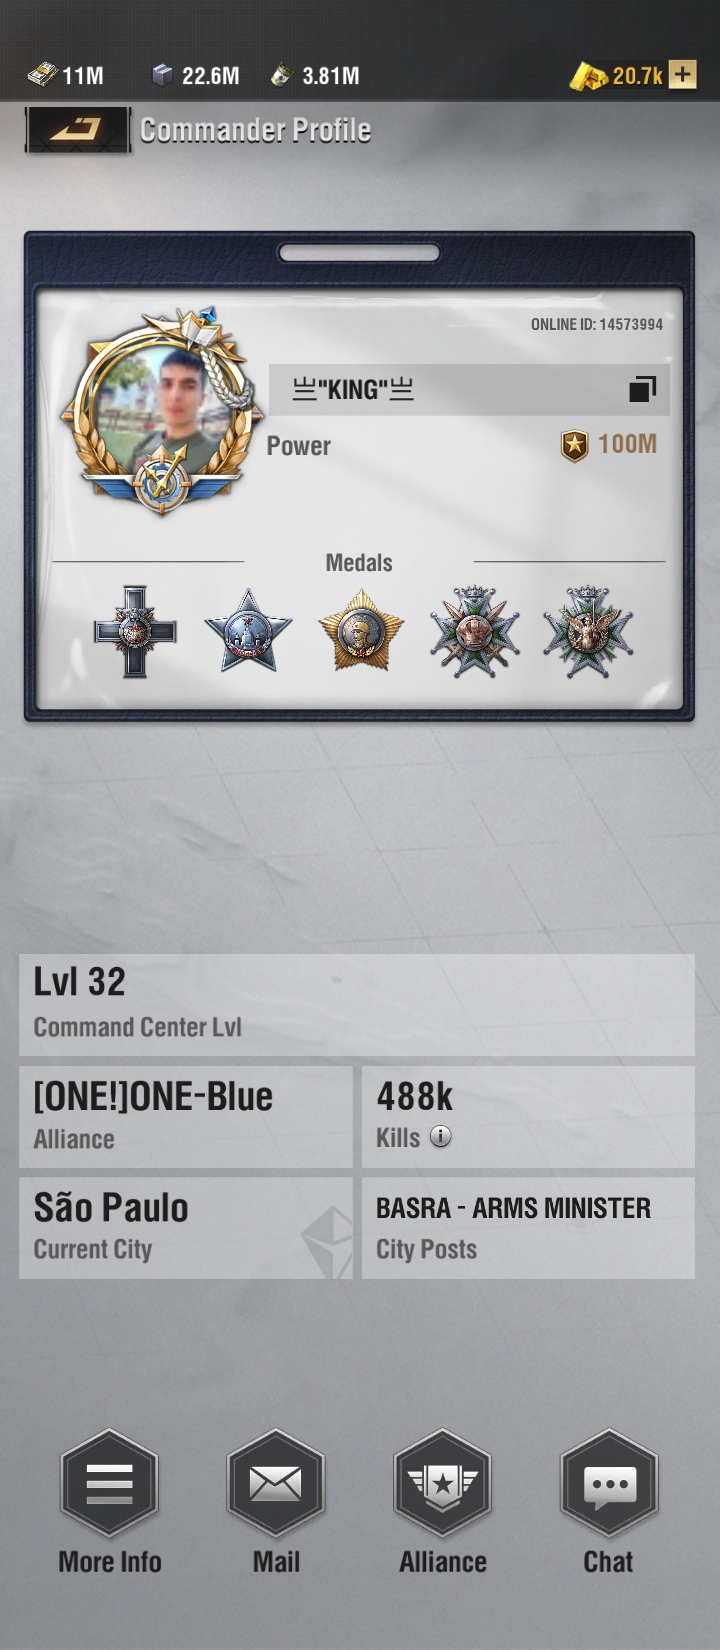 11M 22.6M 3.81M 20.7k
Commander Profile
ONLINE ID: 14573994
亗"KING"亗
Power 100M
Medals
Lvl 32
Command Center Lvl
[ONE!]ONE-Blue
Alliance
488k
Kills
São Paulo
Current City
BASRA - ARMS MINISTER
City Posts
More Info Mail Alliance Chat